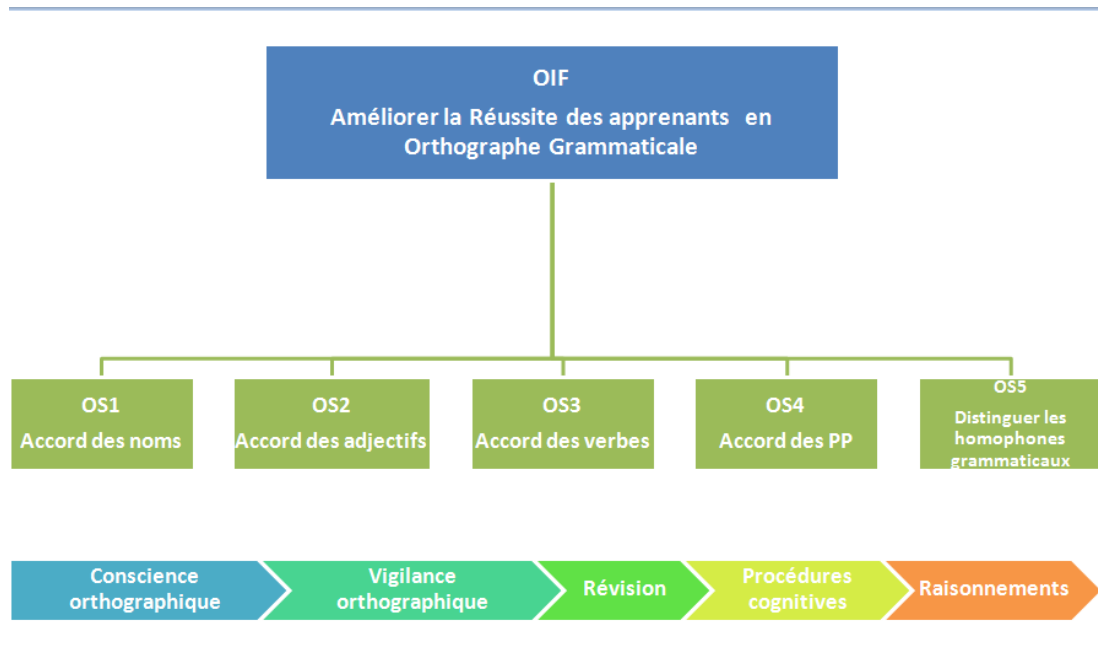 OIF
Améliorer la Réussite des apprenants en
Orthographe Grammaticale
OS1
Accord des noms
OS2
Accord des adjectifs
OS3
Accord des verbes
OS4
Accord des PP
OS5
Distinguer les
homophones
grammaticaux
Conscience
orthographique
Vigilance
orthographique
Révision
Procédures
cognitives
Raisonnements